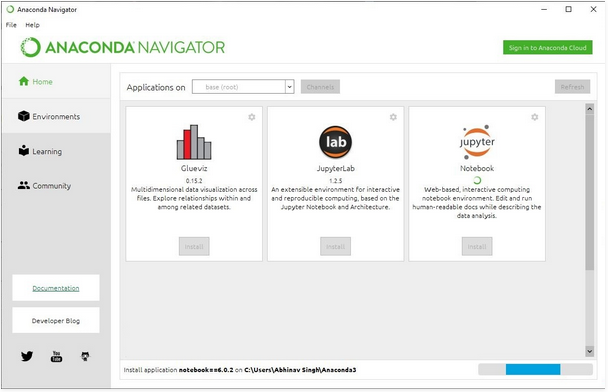 Anaconda Navigator
File Help
ANACONDA NAVIGATOR
Sign in to Anaconda Cloud
Home
Environments
Learning
Community
Documentation
Developer Blog
You Tube
Applications on base (root) Channels Refresh
Glueviz
0.15.2
Multidimensional data visualization across
files. Explore relationships within and
among related datasets.
Install
lab
JupyterLab
1.2.5
An extensible environment for interactive
and reproducible computing, based on the
Jupyter Notebook and Architecture.
Install
jupyter
Notebook
Web-based, interactive computing
notebook environment. Edit and run
human-readable docs while describing the
data analysis.
Install
Install application notebook==6.0.2 on C:\Users\Abhinav Singh\Anaconda3